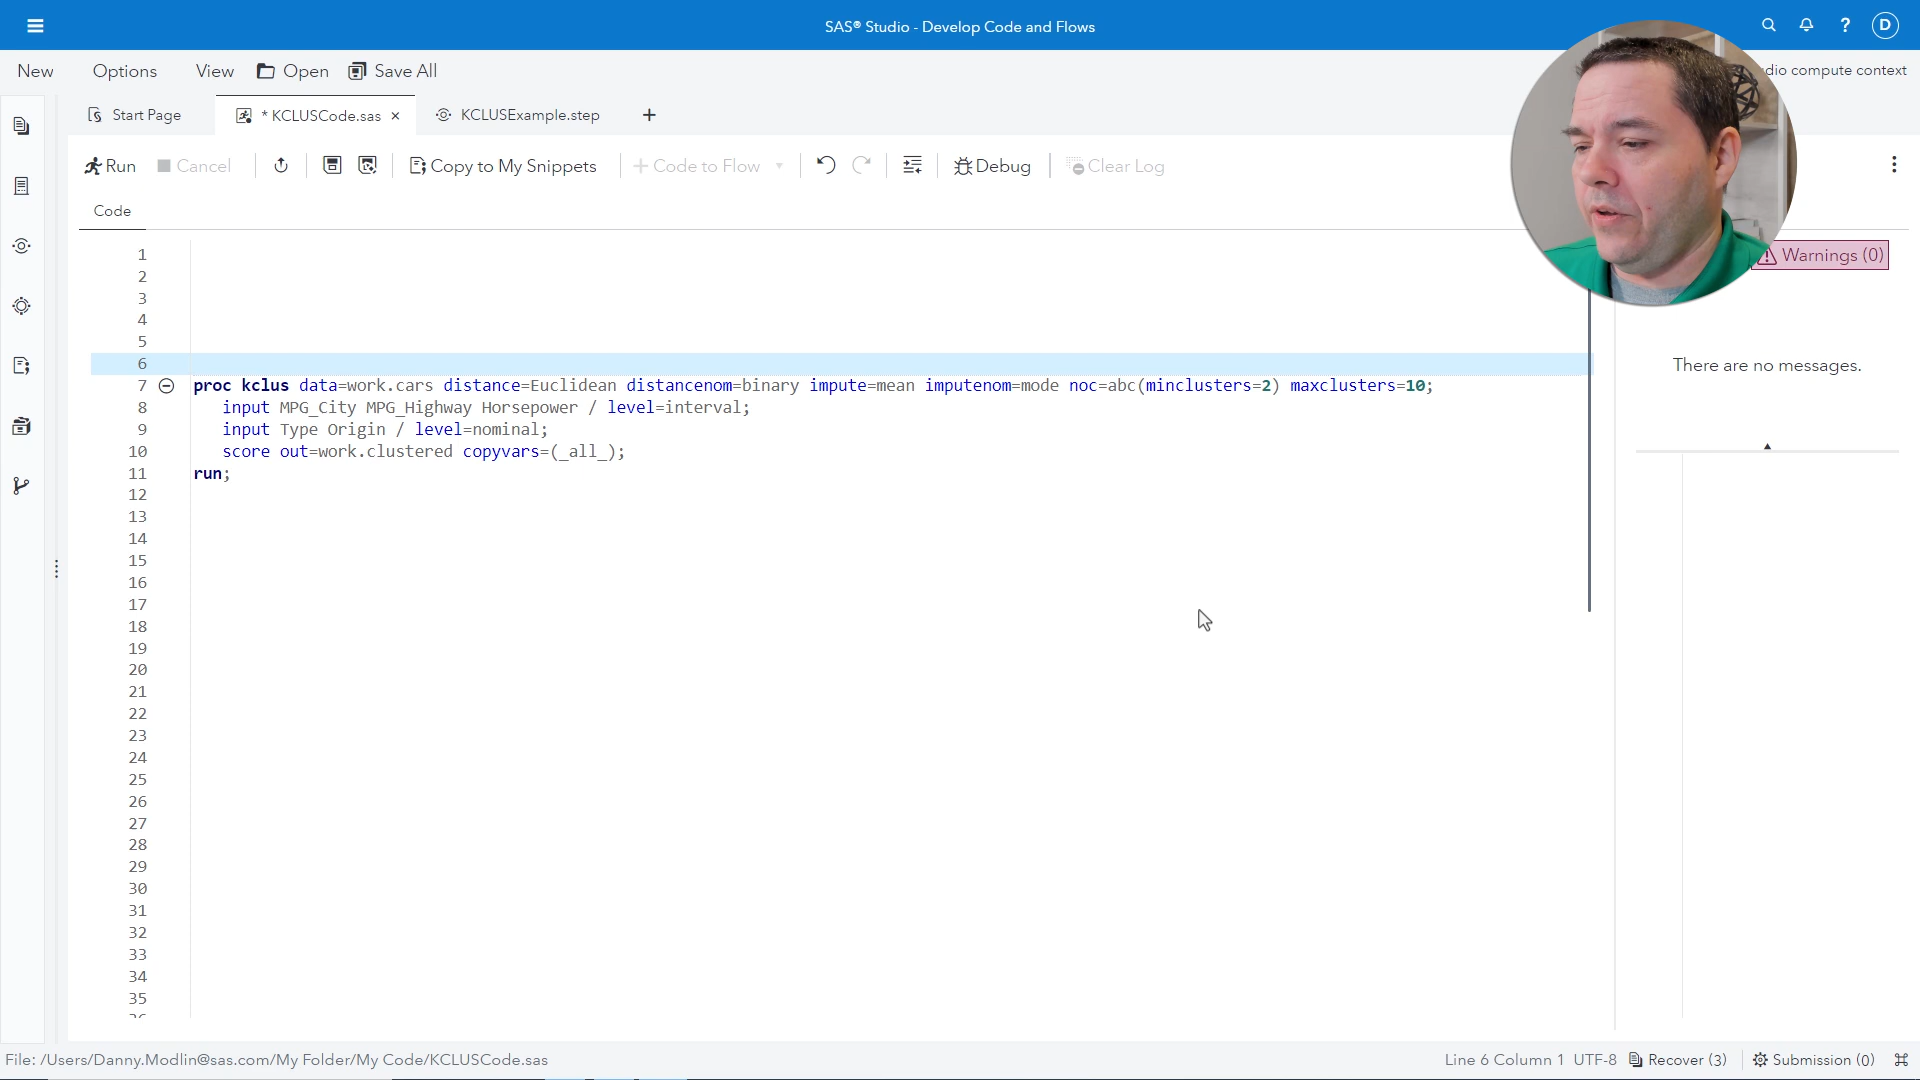 SAS® Studio - Develop Code and Flows
D
New Options View Open Save All
dio compute context
Start Page * KCLUSCode.sas × KCLUSExample.step +
Run Cancel Copy to My Snippets + Code to Flow Debug Clear Log
Code
Warnings (0)
There are no messages.
1
2
3
4
5
6
7 proc kclus data=work.cars distance=Euclidean distancenom=binary impute=mean imputenom=mode noc=abc(minclusters=2) maxclusters=10;
8 input MPG_City MPG_Highway Horsepower / level=interval;
9 input Type Origin / level=nominal;
10 score out=work.clustered copyvars=(_all_);
11 run;
12
13
14
15
16
17
18
19
20
21
22
23
24
25
26
27
28
29
30
31
32
33
34
35
File: /Users/Danny.Modlin@sas.com/My Folder/My Code/KCLUSCode.sas
Line 6 Column 1 UTF-8 Recover (3) Submission (0)